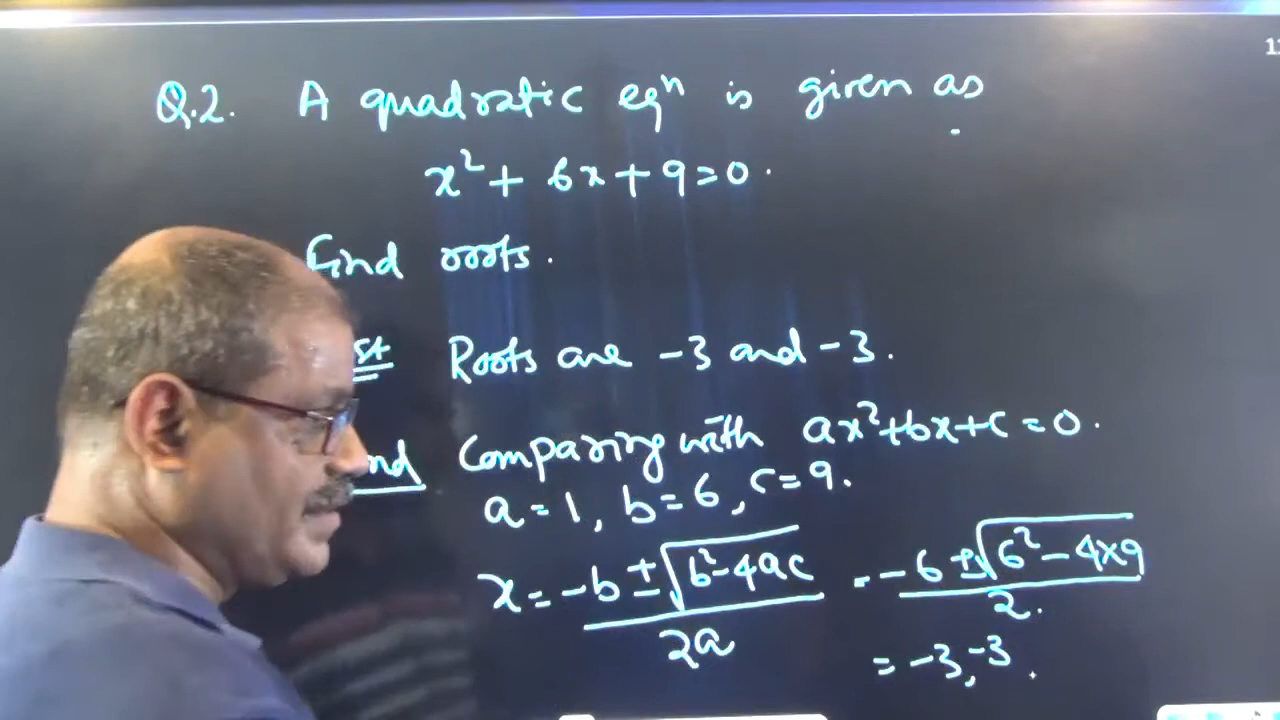 Q.2. A quadratic eqⁿ is given as
x² + 6x + 9 = 0.
Find roots.
st Roots are -3 and -3.
nd Comparing with ax²+bx+c = 0.
a = 1, b = 6, c = 9.
x = -b ± √(b²-4ac) / 2a = -6 ± √(6² - 4×9) / 2.
= -3, -3.